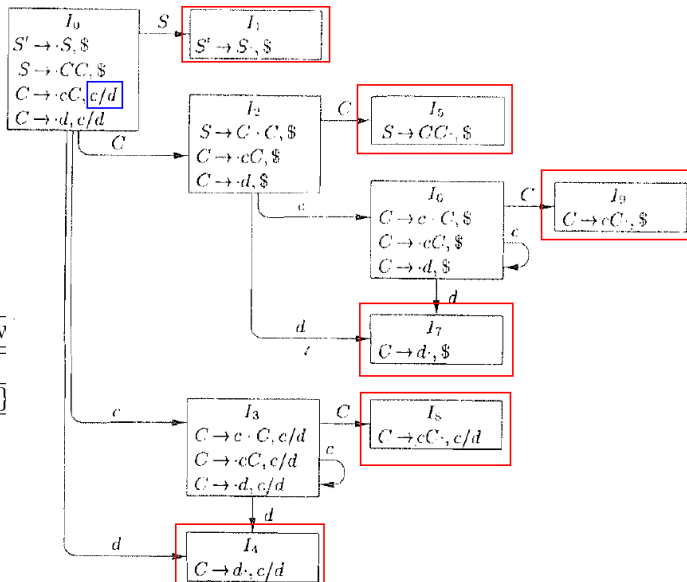 I₀
S' → ·S, $
S → ·CC, $
C → ·cC, c/d
C → ·d, c/d
S
I₁
S' → S·, $
C
I₂
S → C · C, $
C → ·cC, $
C → ·d, $
C
I₅
S → CC·, $
c
I₆
C → c · C, $
C → ·cC, $
C → ·d, $
C
c
I₉
C → cC·, $
d
d
I₇
C → d·, $
c
I₃
C → c · C, c/d
C → ·cC, c/d
C → ·d, c/d
C
c
I₈
C → cC·, c/d
d
d
I₄
C → d·, c/d